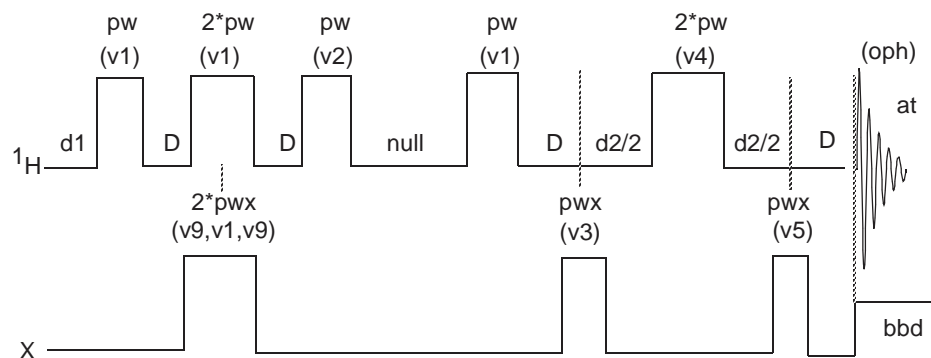 pw 2*pw pw pw 2*pw
(v1) (v1) (v2) (v1) (v4) (oph)
at
d1 D D null D d2/2 d2/2 D
¹H
2*pwx pwx pwx
(v9,v1,v9) (v3) (v5)
bbd
X